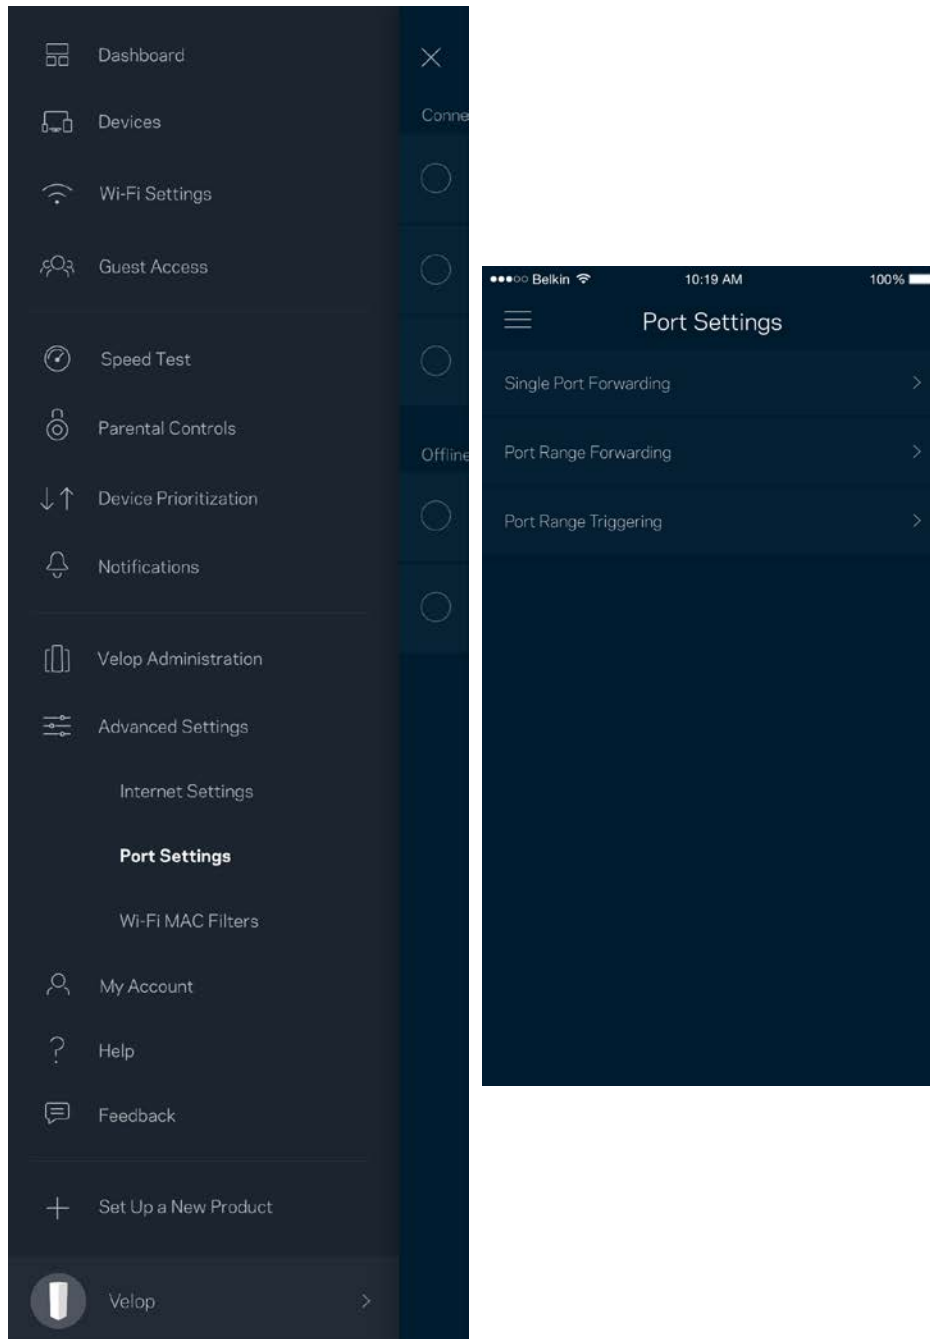 Dashboard
Devices
Wi-Fi Settings
Guest Access
Speed Test
Parental Controls
Device Prioritization
Notifications
Velop Administration
Advanced Settings
Internet Settings
Port Settings
Wi-Fi MAC Filters
My Account
Help
Feedback
Set Up a New Product
Velop
Conne
Offline
Belkin 10:19 AM 100%
Port Settings
Single Port Forwarding
Port Range Forwarding
Port Range Triggering